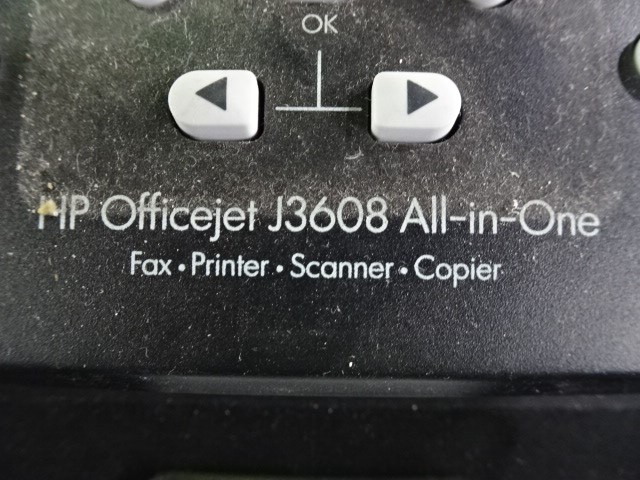 OK
HP Officejet J3608 All-in-One
Fax • Printer • Scanner • Copier